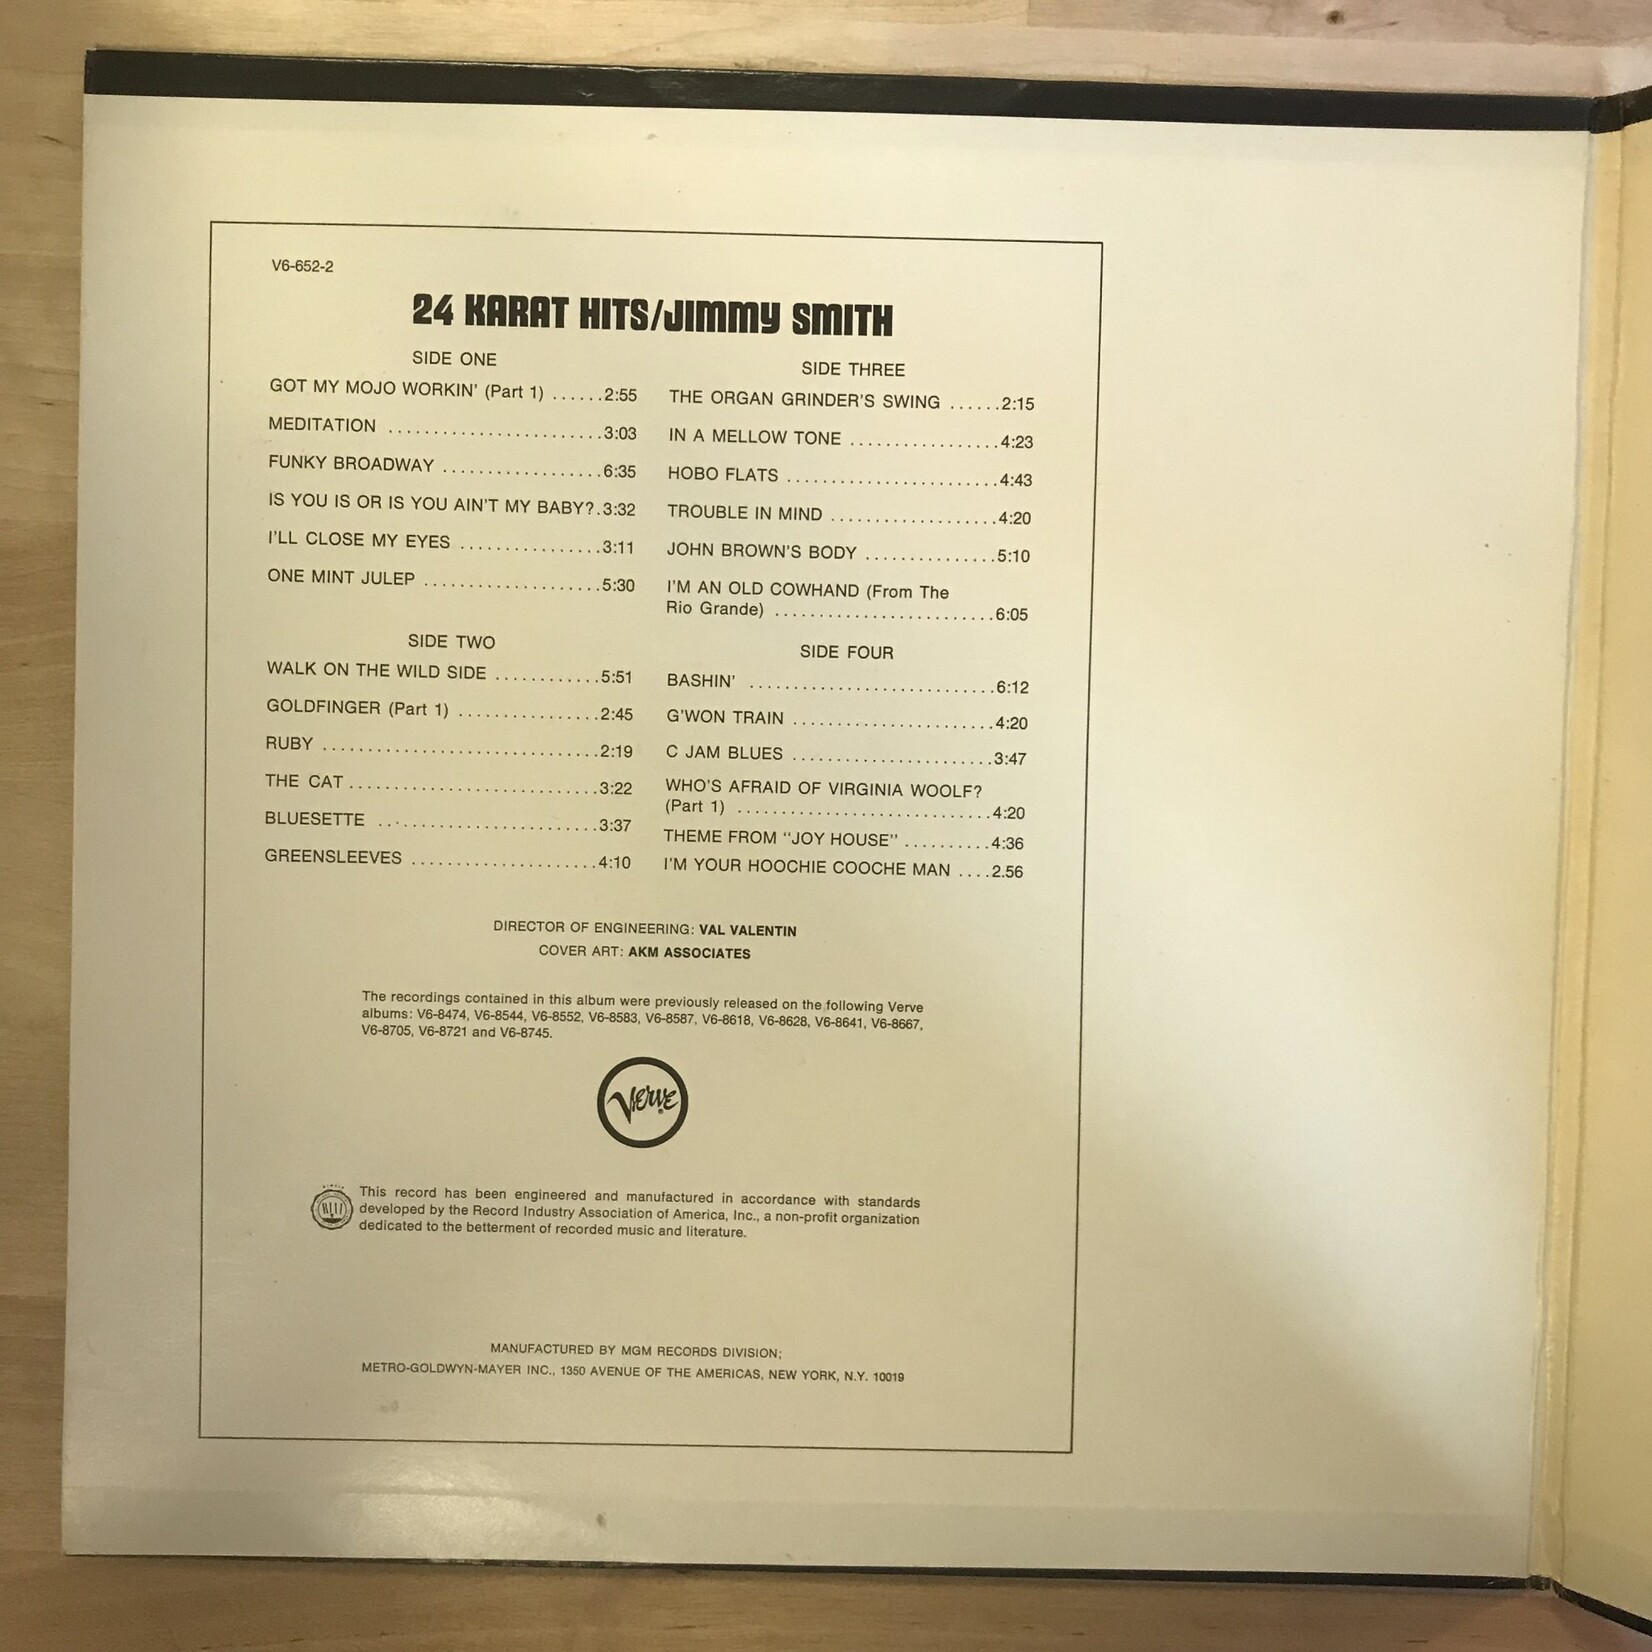 V6-652-2
24 KARAT HITS/JIMMY SMITH
SIDE ONE
GOT MY MOJO WORKIN' (Part 1) ......2:55
MEDITATION ........................3:03
FUNKY BROADWAY ..................6:35
IS YOU IS OR IS YOU AIN'T MY BABY?.3:32
I'LL CLOSE MY EYES ................3:11
ONE MINT JULEP ....................5:30
SIDE TWO
WALK ON THE WILD SIDE ............5:51
GOLDFINGER (Part 1) ................2:45
RUBY ...............................2:19
THE CAT............................3:22
BLUESETTE .........................3:37
GREENSLEEVES .....................4:10
SIDE THREE
THE ORGAN GRINDER'S SWING ......2:15
IN A MELLOW TONE .................4:23
HOBO FLATS ........................4:43
TROUBLE IN MIND ...................4:20
JOHN BROWN'S BODY ...............5:10
I'M AN OLD COWHAND (From The
Rio Grande) .........................6:05
SIDE FOUR
BASHIN' ............................6:12
G'WON TRAIN .......................4:20
C JAM BLUES .......................3:47
WHO'S AFRAID OF VIRGINIA WOOLF?
(Part 1) .............................4:20
THEME FROM "JOY HOUSE" ..........4:36
I'M YOUR HOOCHIE COOCHE MAN ....2.56
DIRECTOR OF ENGINEERING: VAL VALENTIN
COVER ART: AKM ASSOCIATES
The recordings contained in this album were previously released on the following Verve
albums: V6-8474, V6-8544, V6-8552, V6-8583, V6-8587, V6-8618, V6-8628, V6-8641, V6-8667,
V6-8705, V6-8721 and V6-8745.
Verve
This record has been engineered and manufactured in accordance with standards
developed by the Record Industry Association of America, Inc., a non-profit organization
dedicated to the betterment of recorded music and literature.
MANUFACTURED BY MGM RECORDS DIVISION;
METRO-GOLDWYN-MAYER INC., 1350 AVENUE OF THE AMERICAS, NEW YORK, N.Y. 10019